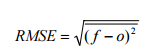 RMSE = √(f − o)²